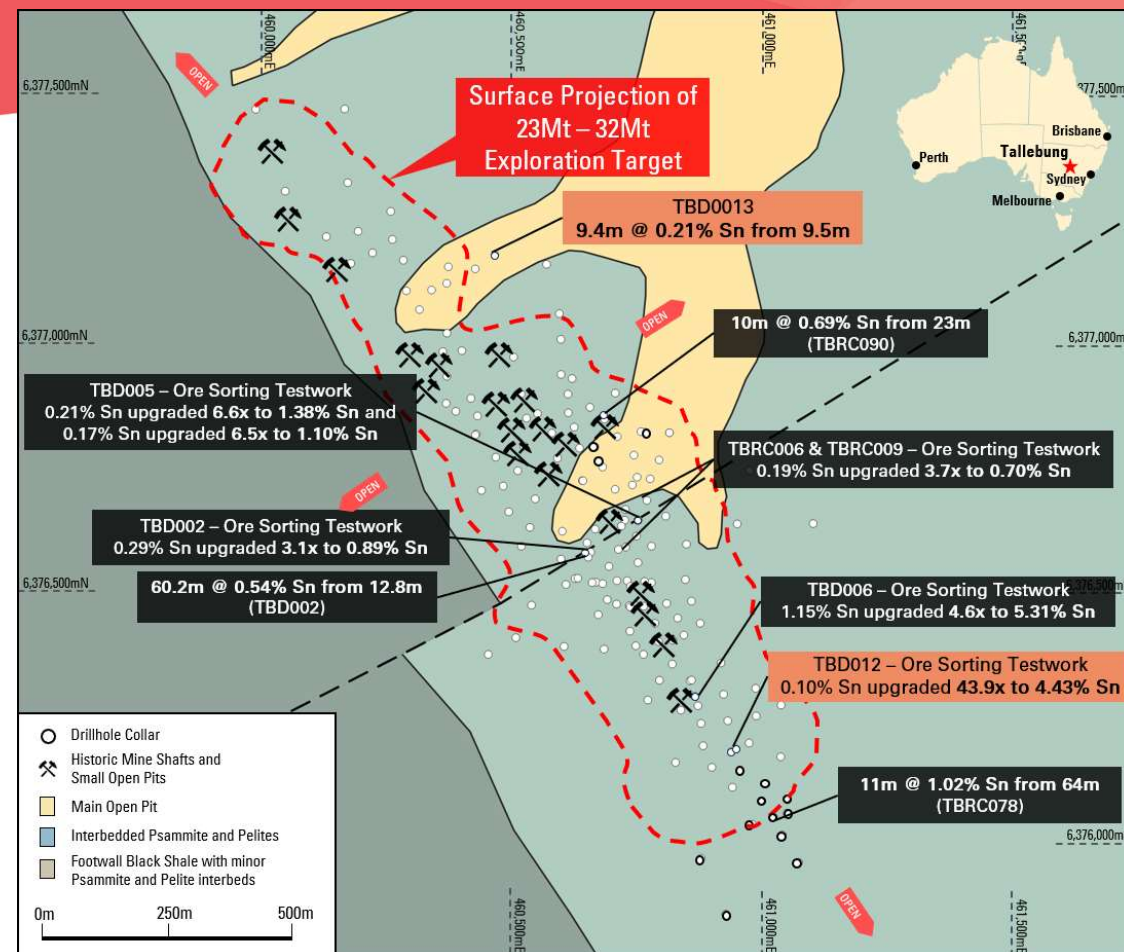 460,000mE
460,500mE
461,000mE
6,377,500mN
OPEN
Surface Projection of
23Mt – 32Mt
Exploration Target
Brisbane
Perth
Tallebung
Sydney
Melbourne
TBD0013
9.4m @ 0.21% Sn from 9.5m
OPEN
10m @ 0.69% Sn from 23m
(TBRC090)
6,377,000mN
6,377,000m
TBD005 – Ore Sorting Testwork
0.21% Sn upgraded 6.6x to 1.38% Sn and
0.17% Sn upgraded 6.5x to 1.10% Sn
TBRC006 & TBRC009 – Ore Sorting Testwork
0.19% Sn upgraded 3.7x to 0.70% Sn
OPEN
TBD002 – Ore Sorting Testwork
0.29% Sn upgraded 3.1x to 0.89% Sn
6,376,500mN
60.2m @ 0.54% Sn from 12.8m
(TBD002)
TBD006 – Ore Sorting Testwork
1.15% Sn upgraded 4.6x to 5.31% Sn
TBD012 – Ore Sorting Testwork
0.10% Sn upgraded 43.9x to 4.43% Sn
11m @ 1.02% Sn from 64m
(TBRC078)
6,376,000m
Drillhole Collar
Historic Mine Shafts and
Small Open Pits
Main Open Pit
Interbedded Psammite and Pelites
Footwall Black Shale with minor
Psammite and Pelite interbeds
0m 250m 500m
460,500mE
461,000mE
461,500mE
OPEN